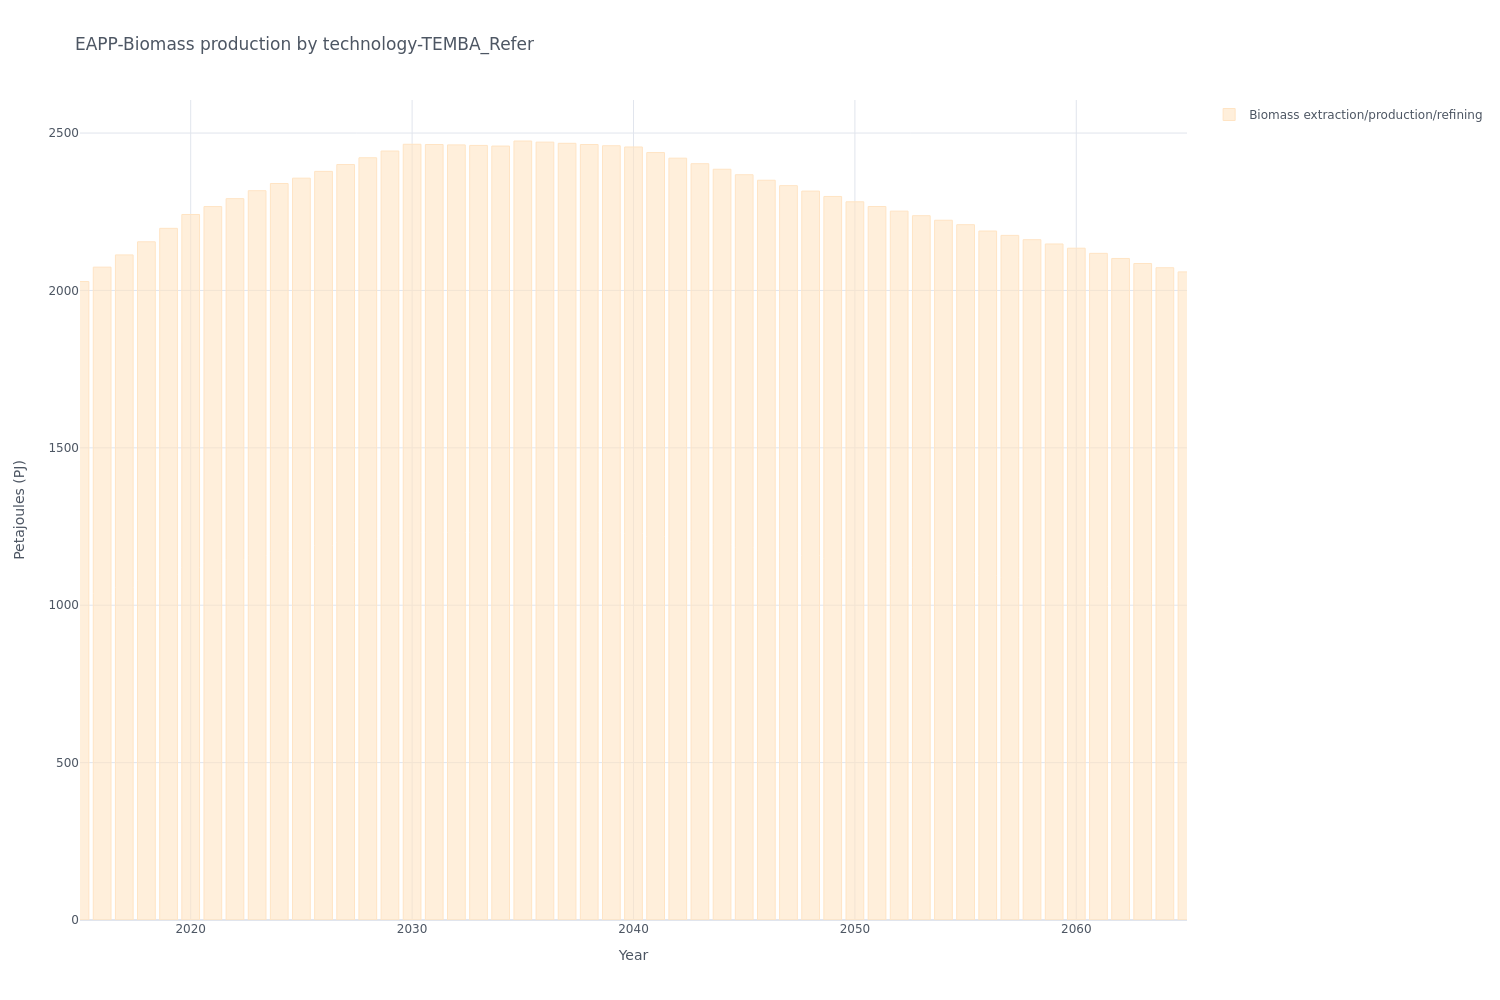 EAPP-Biomass production by technology-TEMBA_Refer
Biomass extraction/production/refining
2500
2000
1500
1000
500
0
Petajoules (PJ)
2020
2030
2040
2050
2060
Year